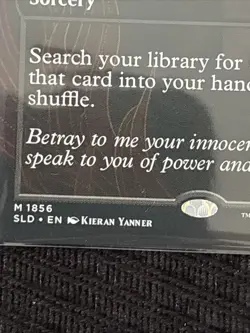 Sorcery
Search your library for
that card into your hand
shuffle.
Betray to me your innocen
speak to you of power and
M 1856
SLD • EN KIERAN YANNER
™